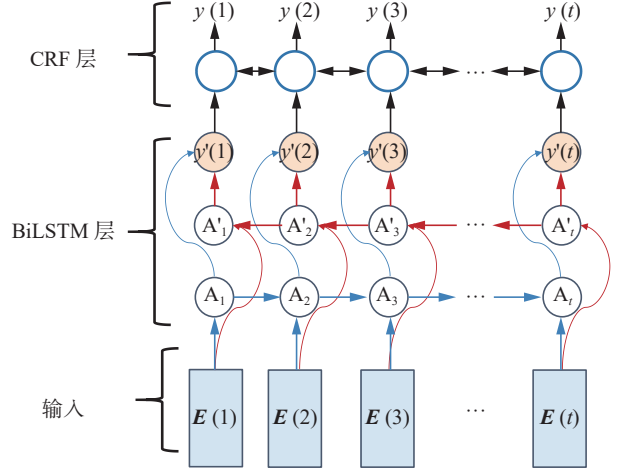 y (1) y (2) y (3) y (t)
CRF 层
...
y'(1) y'(2) y'(3) y'(t)
A'₁ A'₂ A'₃ ... A'ₜ
BiLSTM 层
A₁ A₂ A₃ ... Aₜ
输入
E (1) E (2) E (3) ... E (t)